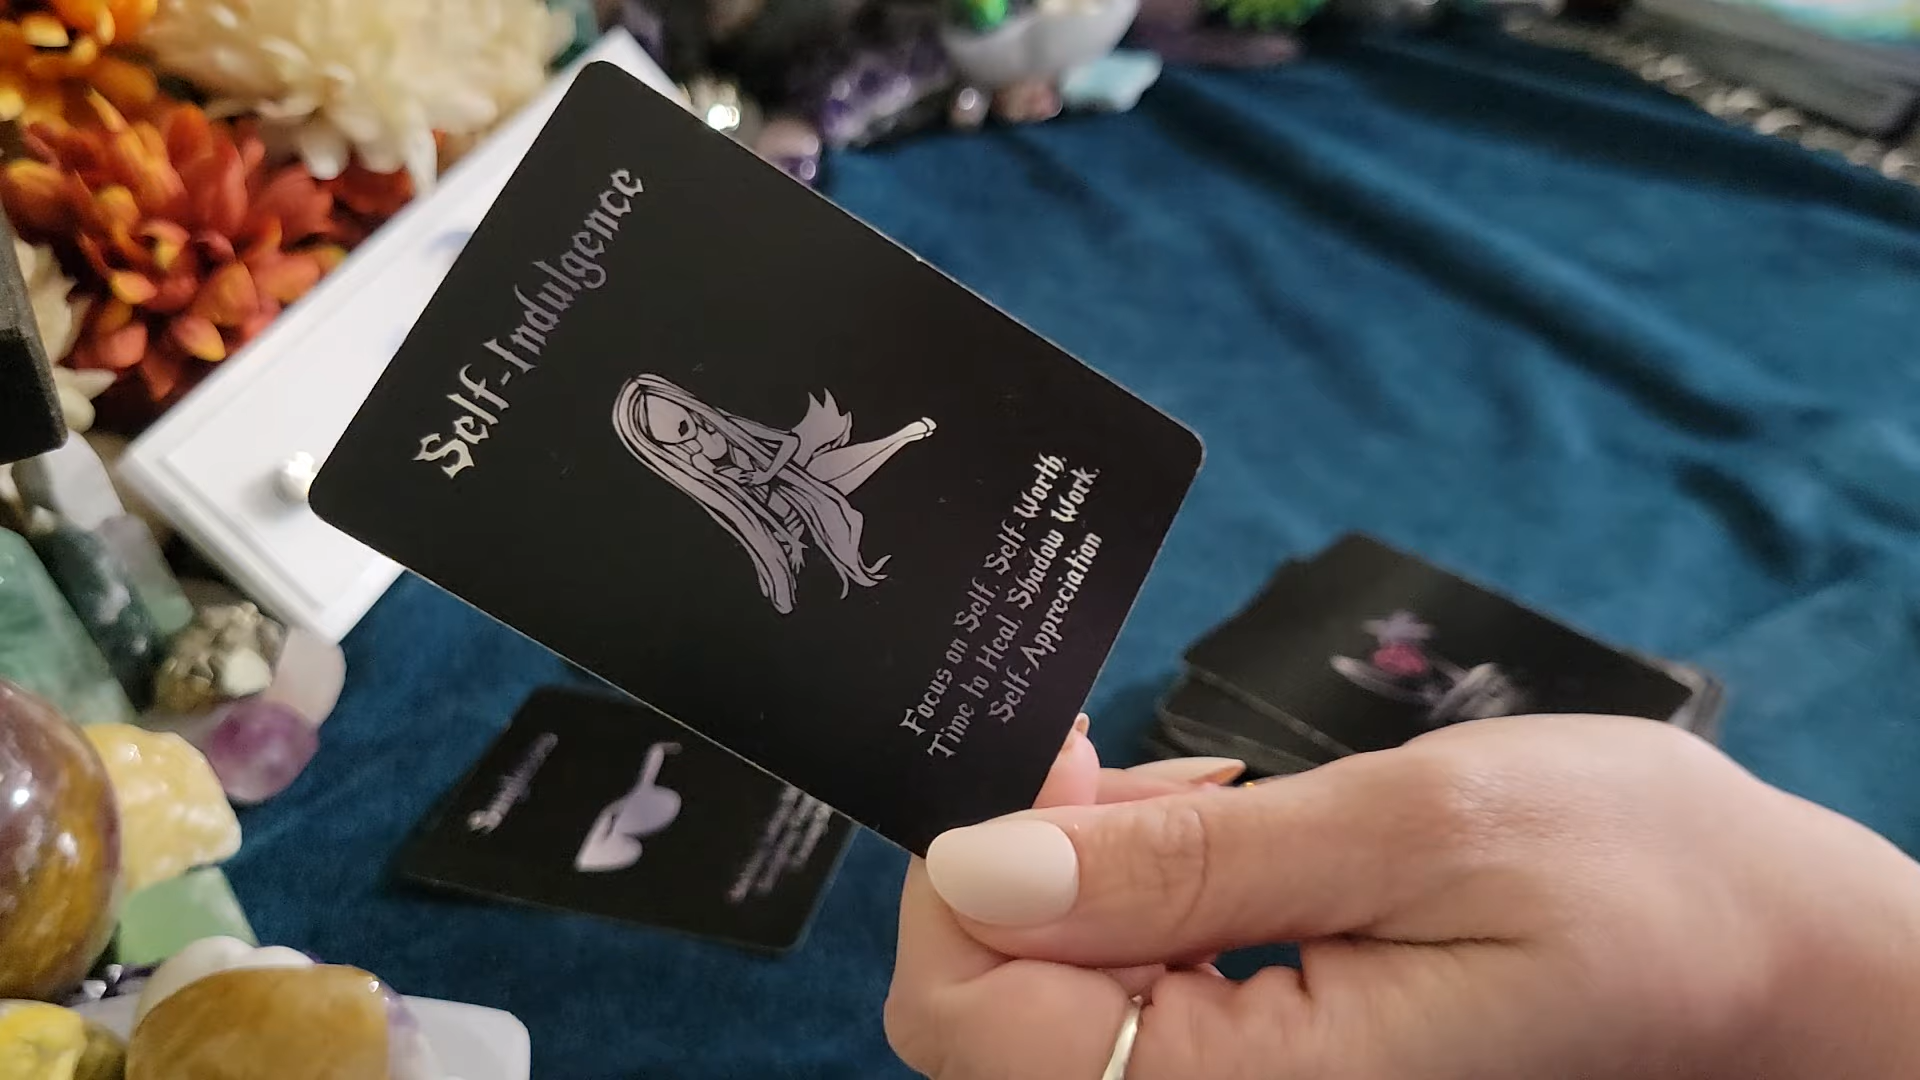 Self-Indulgence
Focus on Self, Self-Worth,
Time to Heal, Shadow Work,
Self-Appreciation